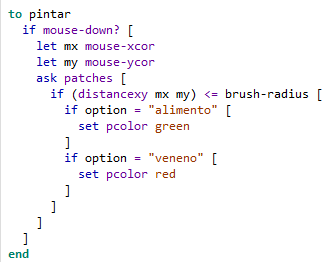 to pintar
  if mouse-down? [
    let mx mouse-xcor
    let my mouse-ycor
    ask patches [
      if (distancexy mx my) <= brush-radius [
        if option = "alimento" [
          set pcolor green
        ]
        if option = "veneno" [
          set pcolor red
        ]
      ]
    ]
  ]
end